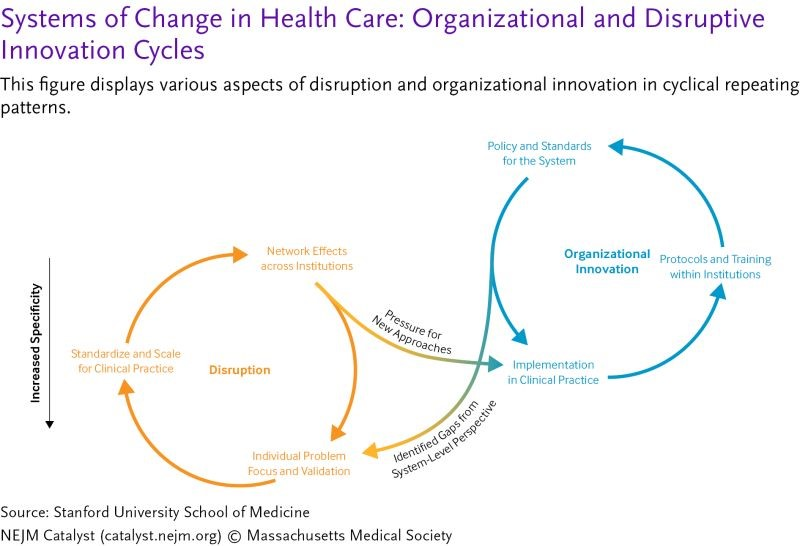 Systems of Change in Health Care: Organizational and Disruptive
Innovation Cycles
This figure displays various aspects of disruption and organizational innovation in cyclical repeating
patterns.
Policy and Standards
for the System
Organizational
Innovation
Protocols and Training
within Institutions
Network Effects
across Institutions
Pressure for
New Approaches
Increased Specificity
Standardize and Scale
for Clinical Practice
Disruption
Implementation
in Clinical Practice
Individual Problem
Focus and Validation
Identified Gaps from
System-Level Perspective
Source: Stanford University School of Medicine
NEJM Catalyst (catalyst.nejm.org) © Massachusetts Medical Society